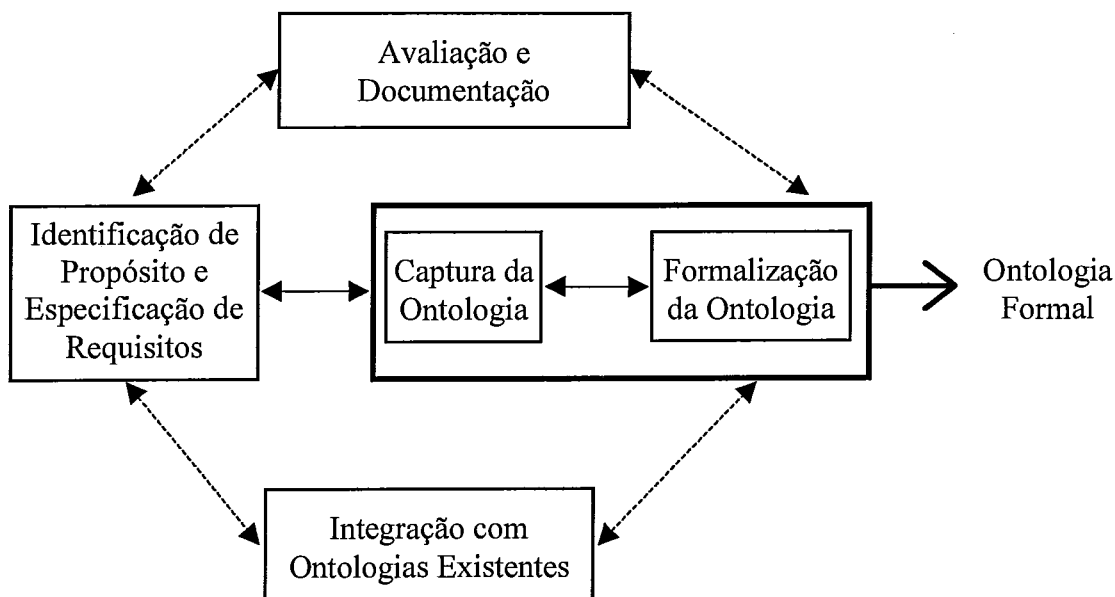 Avaliação e
Documentação
Identificação de
Propósito e
Especificação de
Requisitos
Captura da
Ontologia
Formalização
da Ontologia
Ontologia
Formal
Integração com
Ontologias Existentes